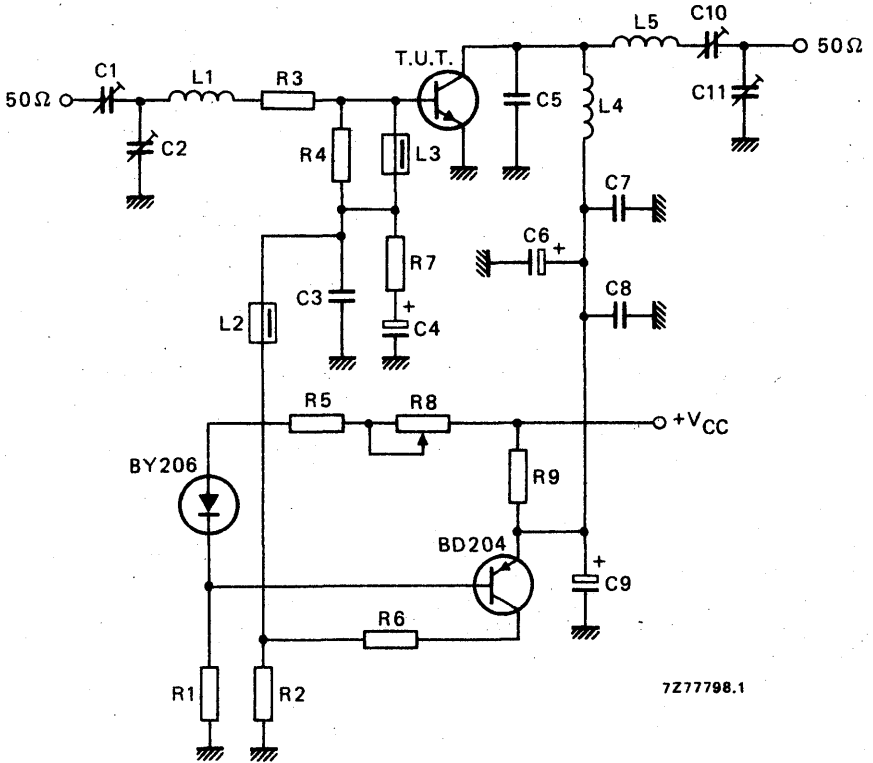 C10
L5
50Ω
T.U.T.
C1
L1
R3
50Ω
C5
L4
C11
C2
R4
L3
C7
C6
+
R7
C3
+
C4
C8
L2
R5
R8
+VCC
BY206
R9
BD204
+
C9
R6
R1
R2
7Z77798.1